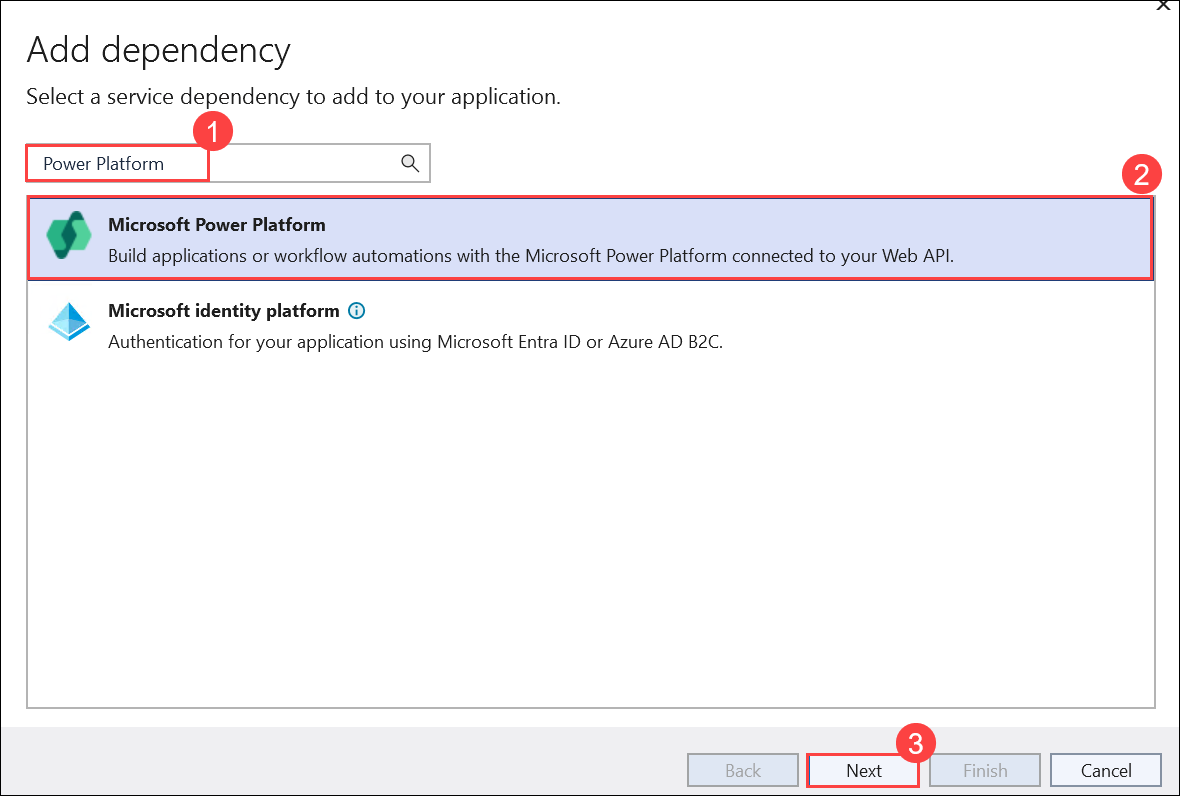 Add dependency
Select a service dependency to add to your application.
1
Power Platform
2
Microsoft Power Platform
Build applications or workflow automations with the Microsoft Power Platform connected to your Web API.
Microsoft identity platform
Authentication for your application using Microsoft Entra ID or Azure AD B2C.
3
Back Next Finish Cancel